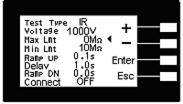 Test Type IR
Voltage 1000V
Max Lmt 0MΩ +
Min Lmt 10MΩ -
Ramp UP 0.1s Enter
Delay 1.0s
Ramp DN 0.0s Esc
Connect OFF